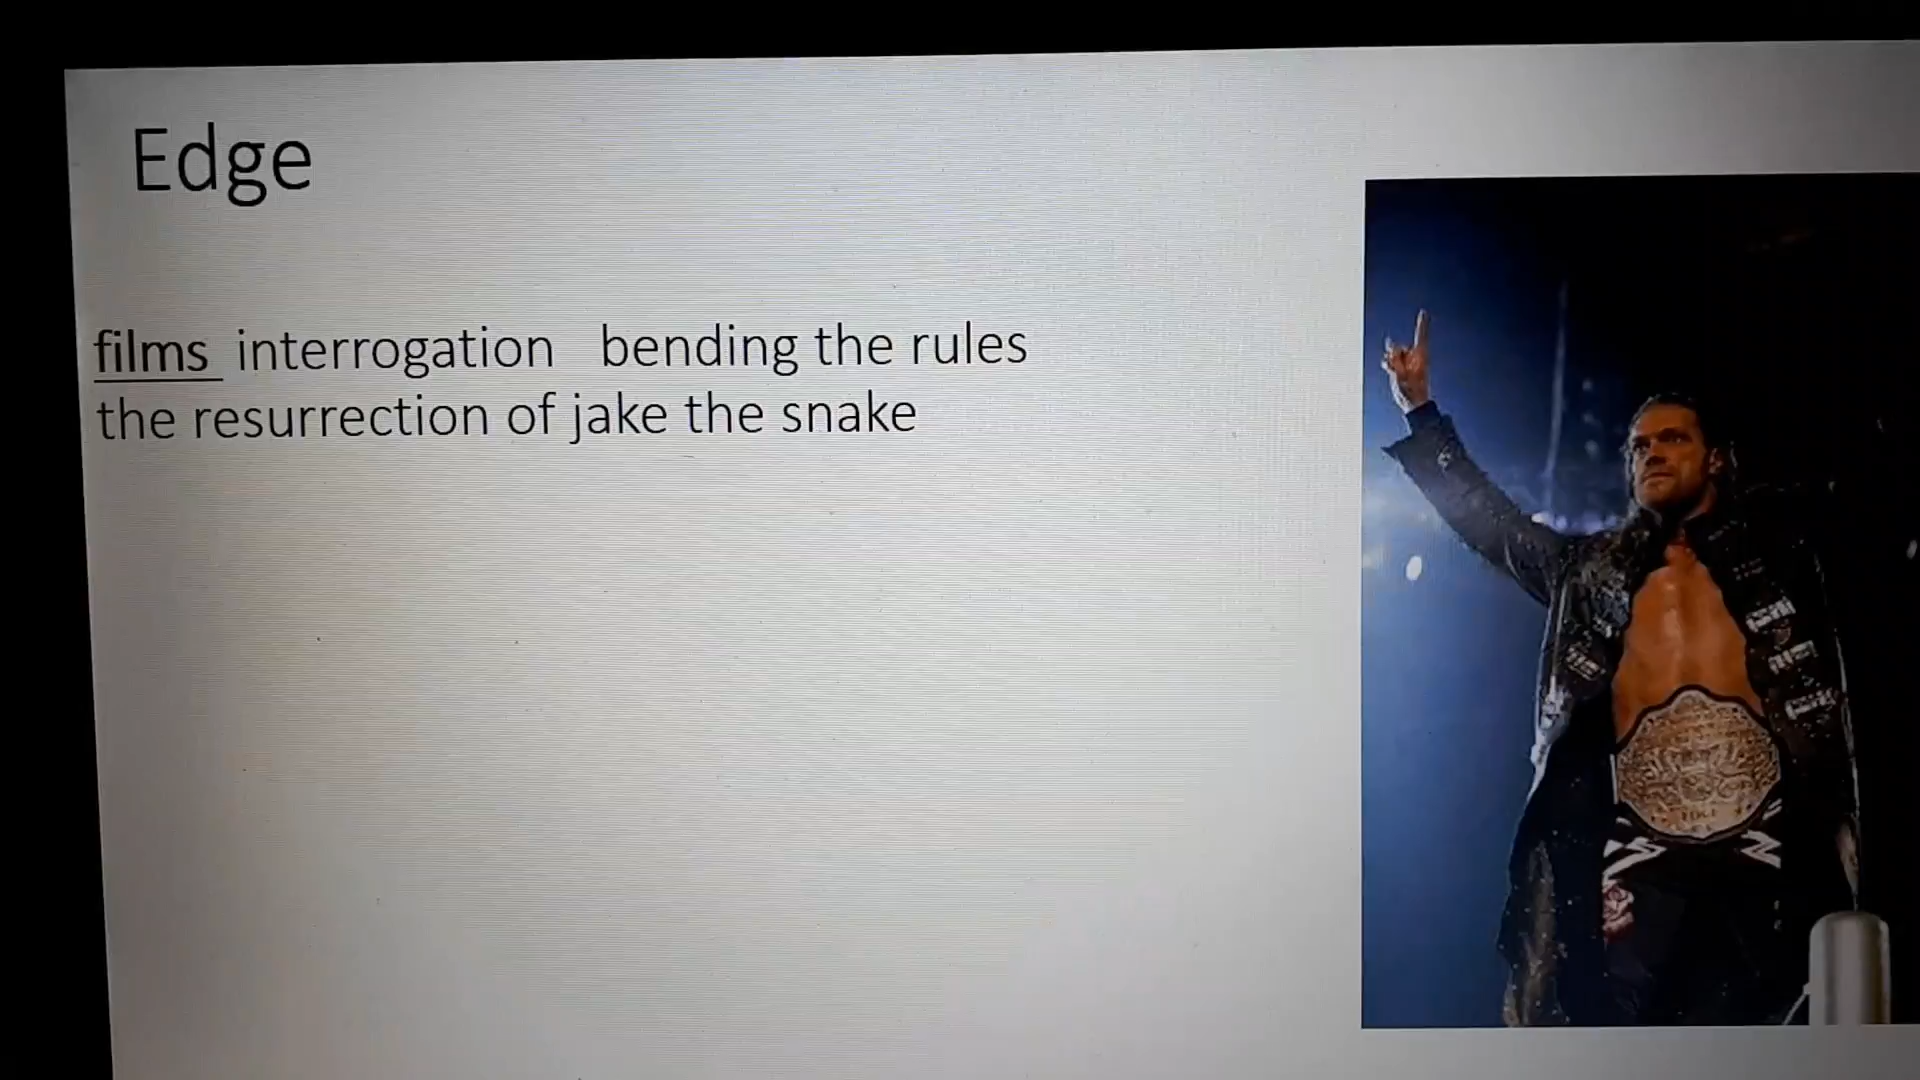 Edge
films interrogation bending the rules
the resurrection of jake the snake